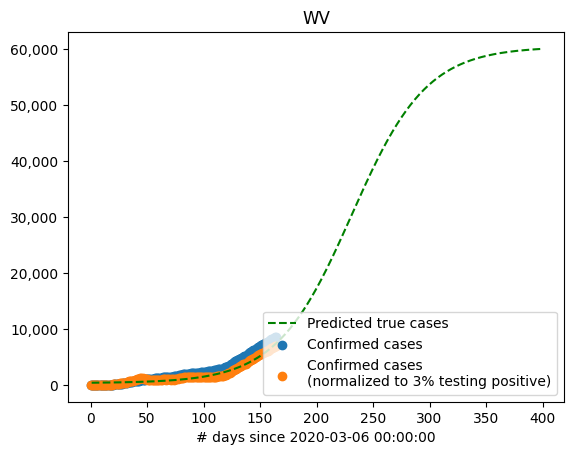 WV
60,000
50,000
40,000
30,000
20,000
10,000
0
Predicted true cases
Confirmed cases
Confirmed cases
(normalized to 3% testing positive)
0 50 100 150 200 250 300 350 400
# days since 2020-03-06 00:00:00